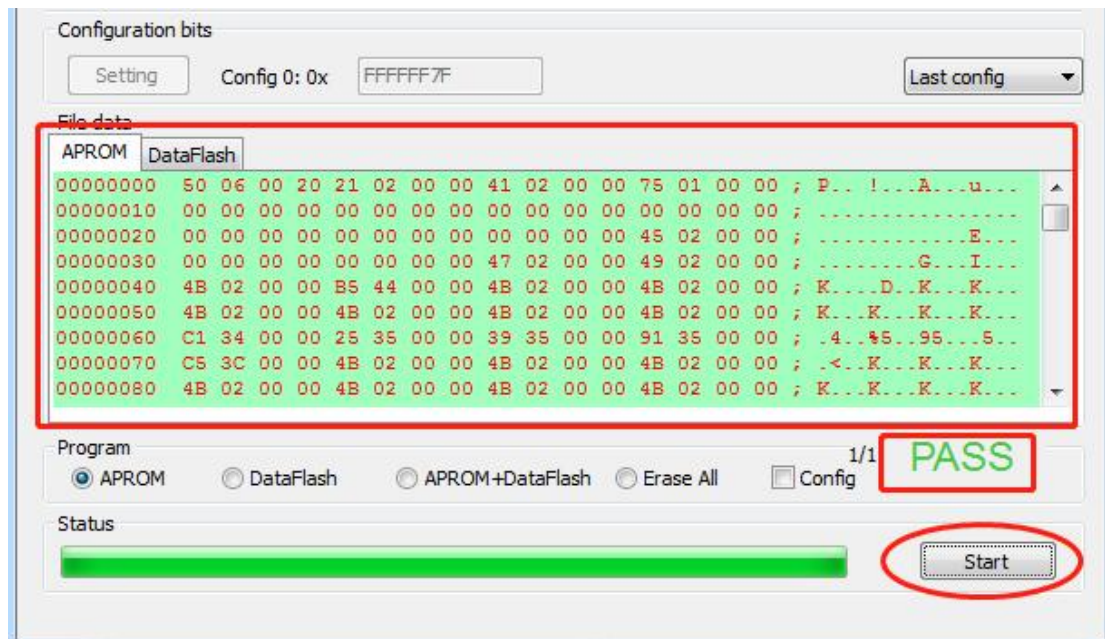 Configuration bits
Setting Config 0: 0x FFFFFF7F Last config
File data
APROM DataFlash
00000000 50 06 00 20 21 02 00 00 41 02 00 00 75 01 00 00 ; P.. !...A...u...
00000010 00 00 00 00 00 00 00 00 00 00 00 00 00 00 00 00 ; ................
00000020 00 00 00 00 00 00 00 00 00 00 00 00 45 02 00 00 ; ............E...
00000030 00 00 00 00 00 00 00 00 47 02 00 00 49 02 00 00 ; ........G...I...
00000040 4B 02 00 00 B5 44 00 00 4B 02 00 00 4B 02 00 00 ; K....D..K...K...
00000050 4B 02 00 00 4B 02 00 00 4B 02 00 00 4B 02 00 00 ; K...K...K...K...
00000060 C1 34 00 00 25 35 00 00 39 35 00 00 91 35 00 00 ; .4..%5..95...5..
00000070 C5 3C 00 00 4B 02 00 00 4B 02 00 00 4B 02 00 00 ; .<..K...K...K...
00000080 4B 02 00 00 4B 02 00 00 4B 02 00 00 4B 02 00 00 ; K...K...K...K...
Program 1/1 PASS
APROM DataFlash APROM+DataFlash Erase All Config
Status
Start